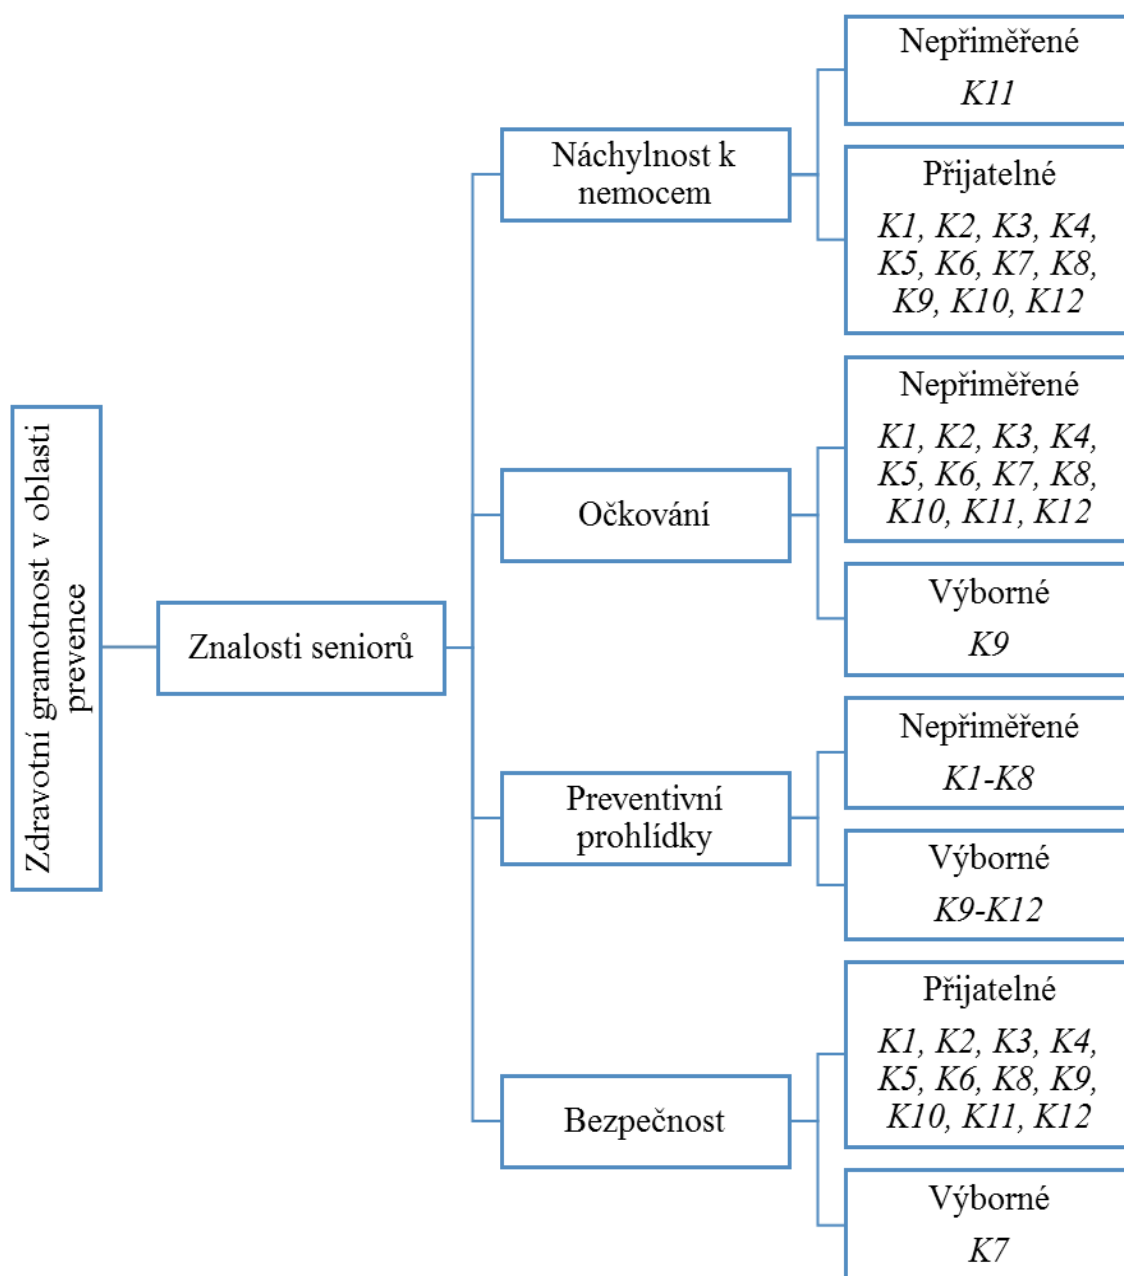 Zdravotní gramotnost v oblasti
prevence
Znalosti seniorů
Náchylnost k
nemocem
Nepřiměřené
K11
Přijatelné
K1, K2, K3, K4,
K5, K6, K7, K8,
K9, K10, K12
Očkování
Nepřiměřené
K1, K2, K3, K4,
K5, K6, K7, K8,
K10, K11, K12
Výborné
K9
Preventivní
prohlídky
Nepřiměřené
K1-K8
Výborné
K9-K12
Bezpečnost
Přijatelné
K1, K2, K3, K4,
K5, K6, K8, K9,
K10, K11, K12
Výborné
K7